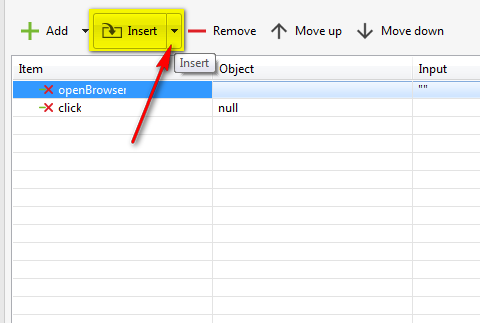 Add Insert Remove Move up Move down
Insert
Item Object Input
openBrowser ""
click null